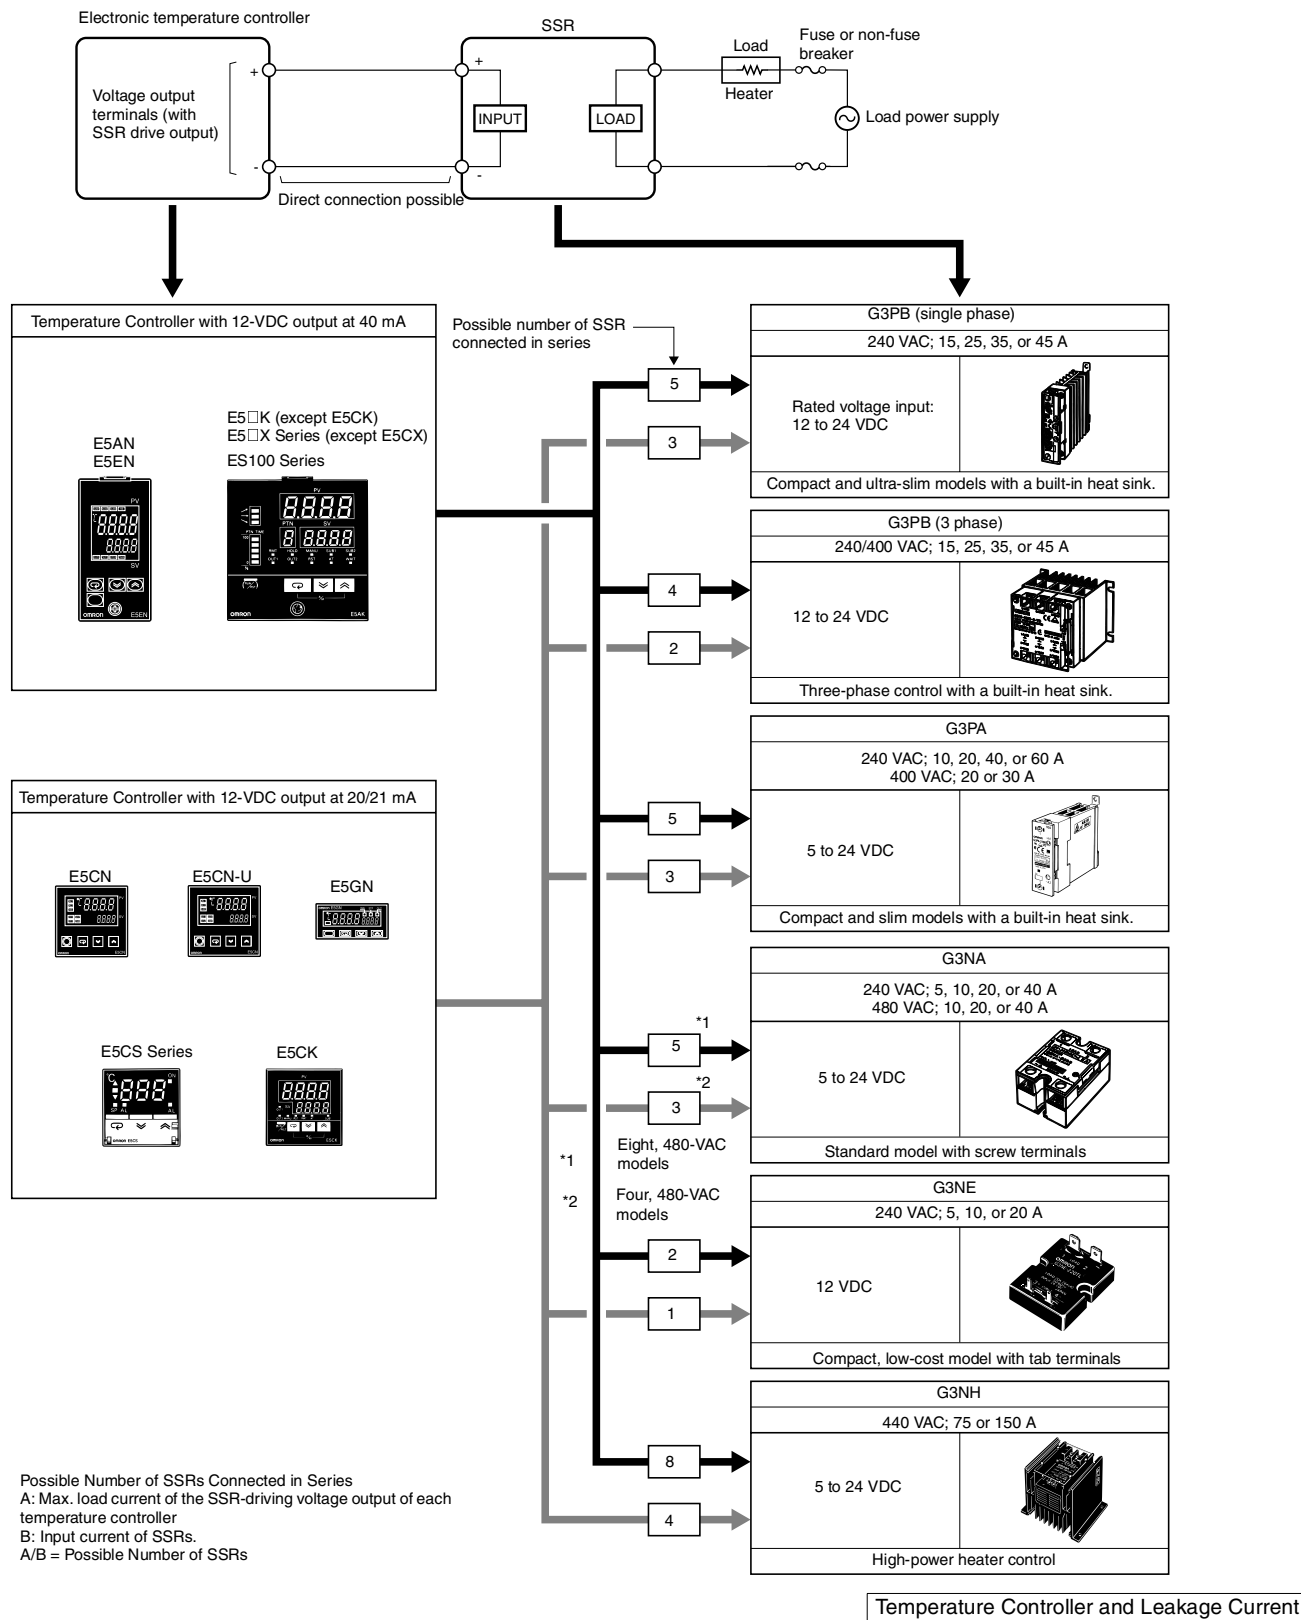 Electronic temperature controller
SSR
Voltage output
terminals (with
SSR drive output)
+
-
+
-
INPUT
LOAD
Load
Heater
Fuse or non-fuse
breaker
Load power supply
Direct connection possible
Temperature Controller with 12-VDC output at 40 mA
E5AN
E5EN
E5□K (except E5CK)
E5□X Series (except E5CX)
ES100 Series
PV
SV
OMRON
E5EN
PV
PTN
SV
PTN TIME
OMRON
E5AK
Possible number of SSR
connected in series
5
3
G3PB (single phase)
240 VAC; 15, 25, 35, or 45 A
Rated voltage input:
12 to 24 VDC
Compact and ultra-slim models with a built-in heat sink.
4
2
G3PB (3 phase)
240/400 VAC; 15, 25, 35, or 45 A
12 to 24 VDC
Three-phase control with a built-in heat sink.
5
3
G3PA
240 VAC; 10, 20, 40, or 60 A
400 VAC; 20 or 30 A
5 to 24 VDC
Compact and slim models with a built-in heat sink.
Temperature Controller with 12-VDC output at 20/21 mA
E5CN
E5CN-U
E5GN
E5CS Series
E5CK
*1
5
*2
3
G3NA
240 VAC; 5, 10, 20, or 40 A
480 VAC; 10, 20, or 40 A
5 to 24 VDC
Standard model with screw terminals
*1
Eight, 480-VAC
models
*2
Four, 480-VAC
models
2
1
G3NE
240 VAC; 5, 10, or 20 A
12 VDC
Compact, low-cost model with tab terminals
8
4
G3NH
440 VAC; 75 or 150 A
5 to 24 VDC
High-power heater control
Possible Number of SSRs Connected in Series
A: Max. load current of the SSR-driving voltage output of each
temperature controller
B: Input current of SSRs.
A/B = Possible Number of SSRs
Temperature Controller and Leakage Current